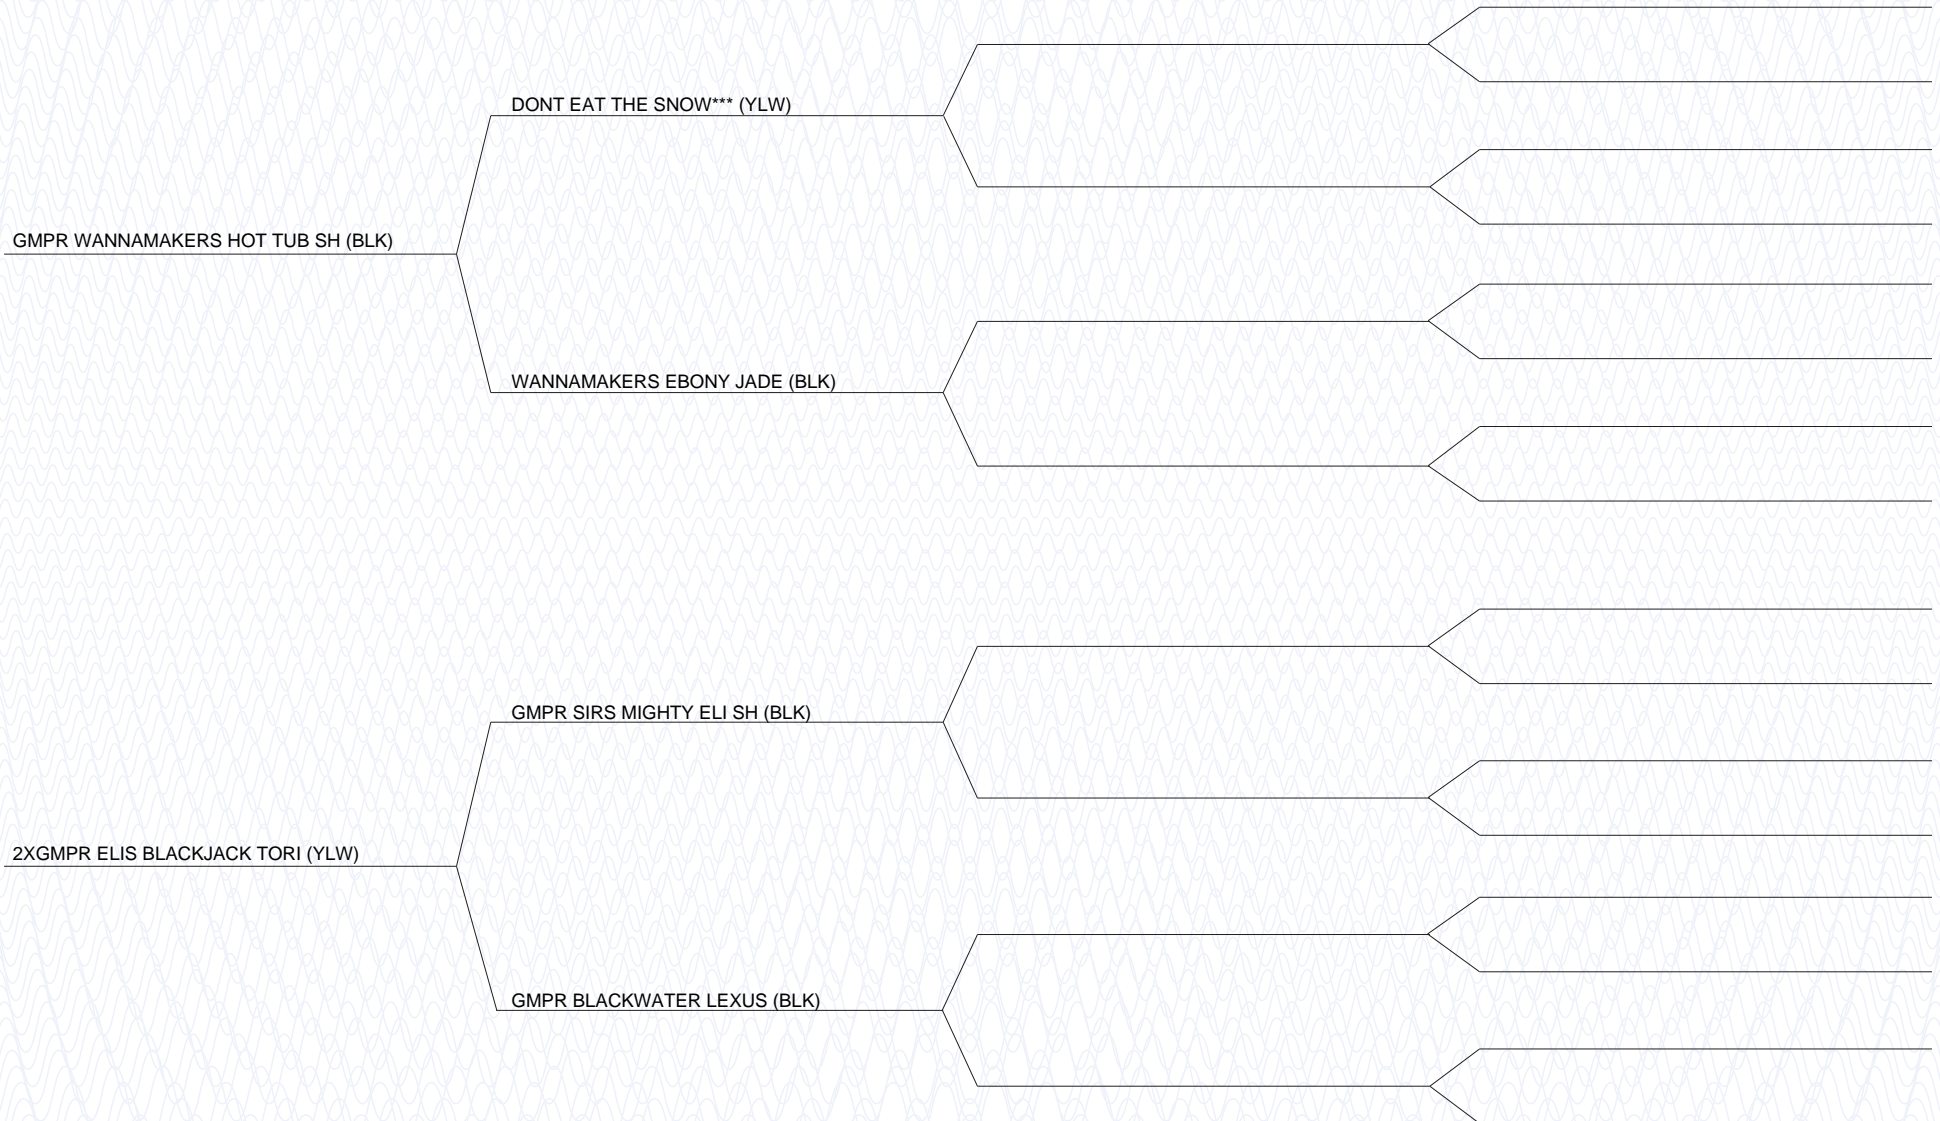 DONT EAT THE SNOW*** (YLW)
GMPR WANNAMAKERS HOT TUB SH (BLK)
WANNAMAKERS EBONY JADE (BLK)
GMPR SIRS MIGHTY ELI SH (BLK)
2XGMPR ELIS BLACKJACK TORI (YLW)
GMPR BLACKWATER LEXUS (BLK)